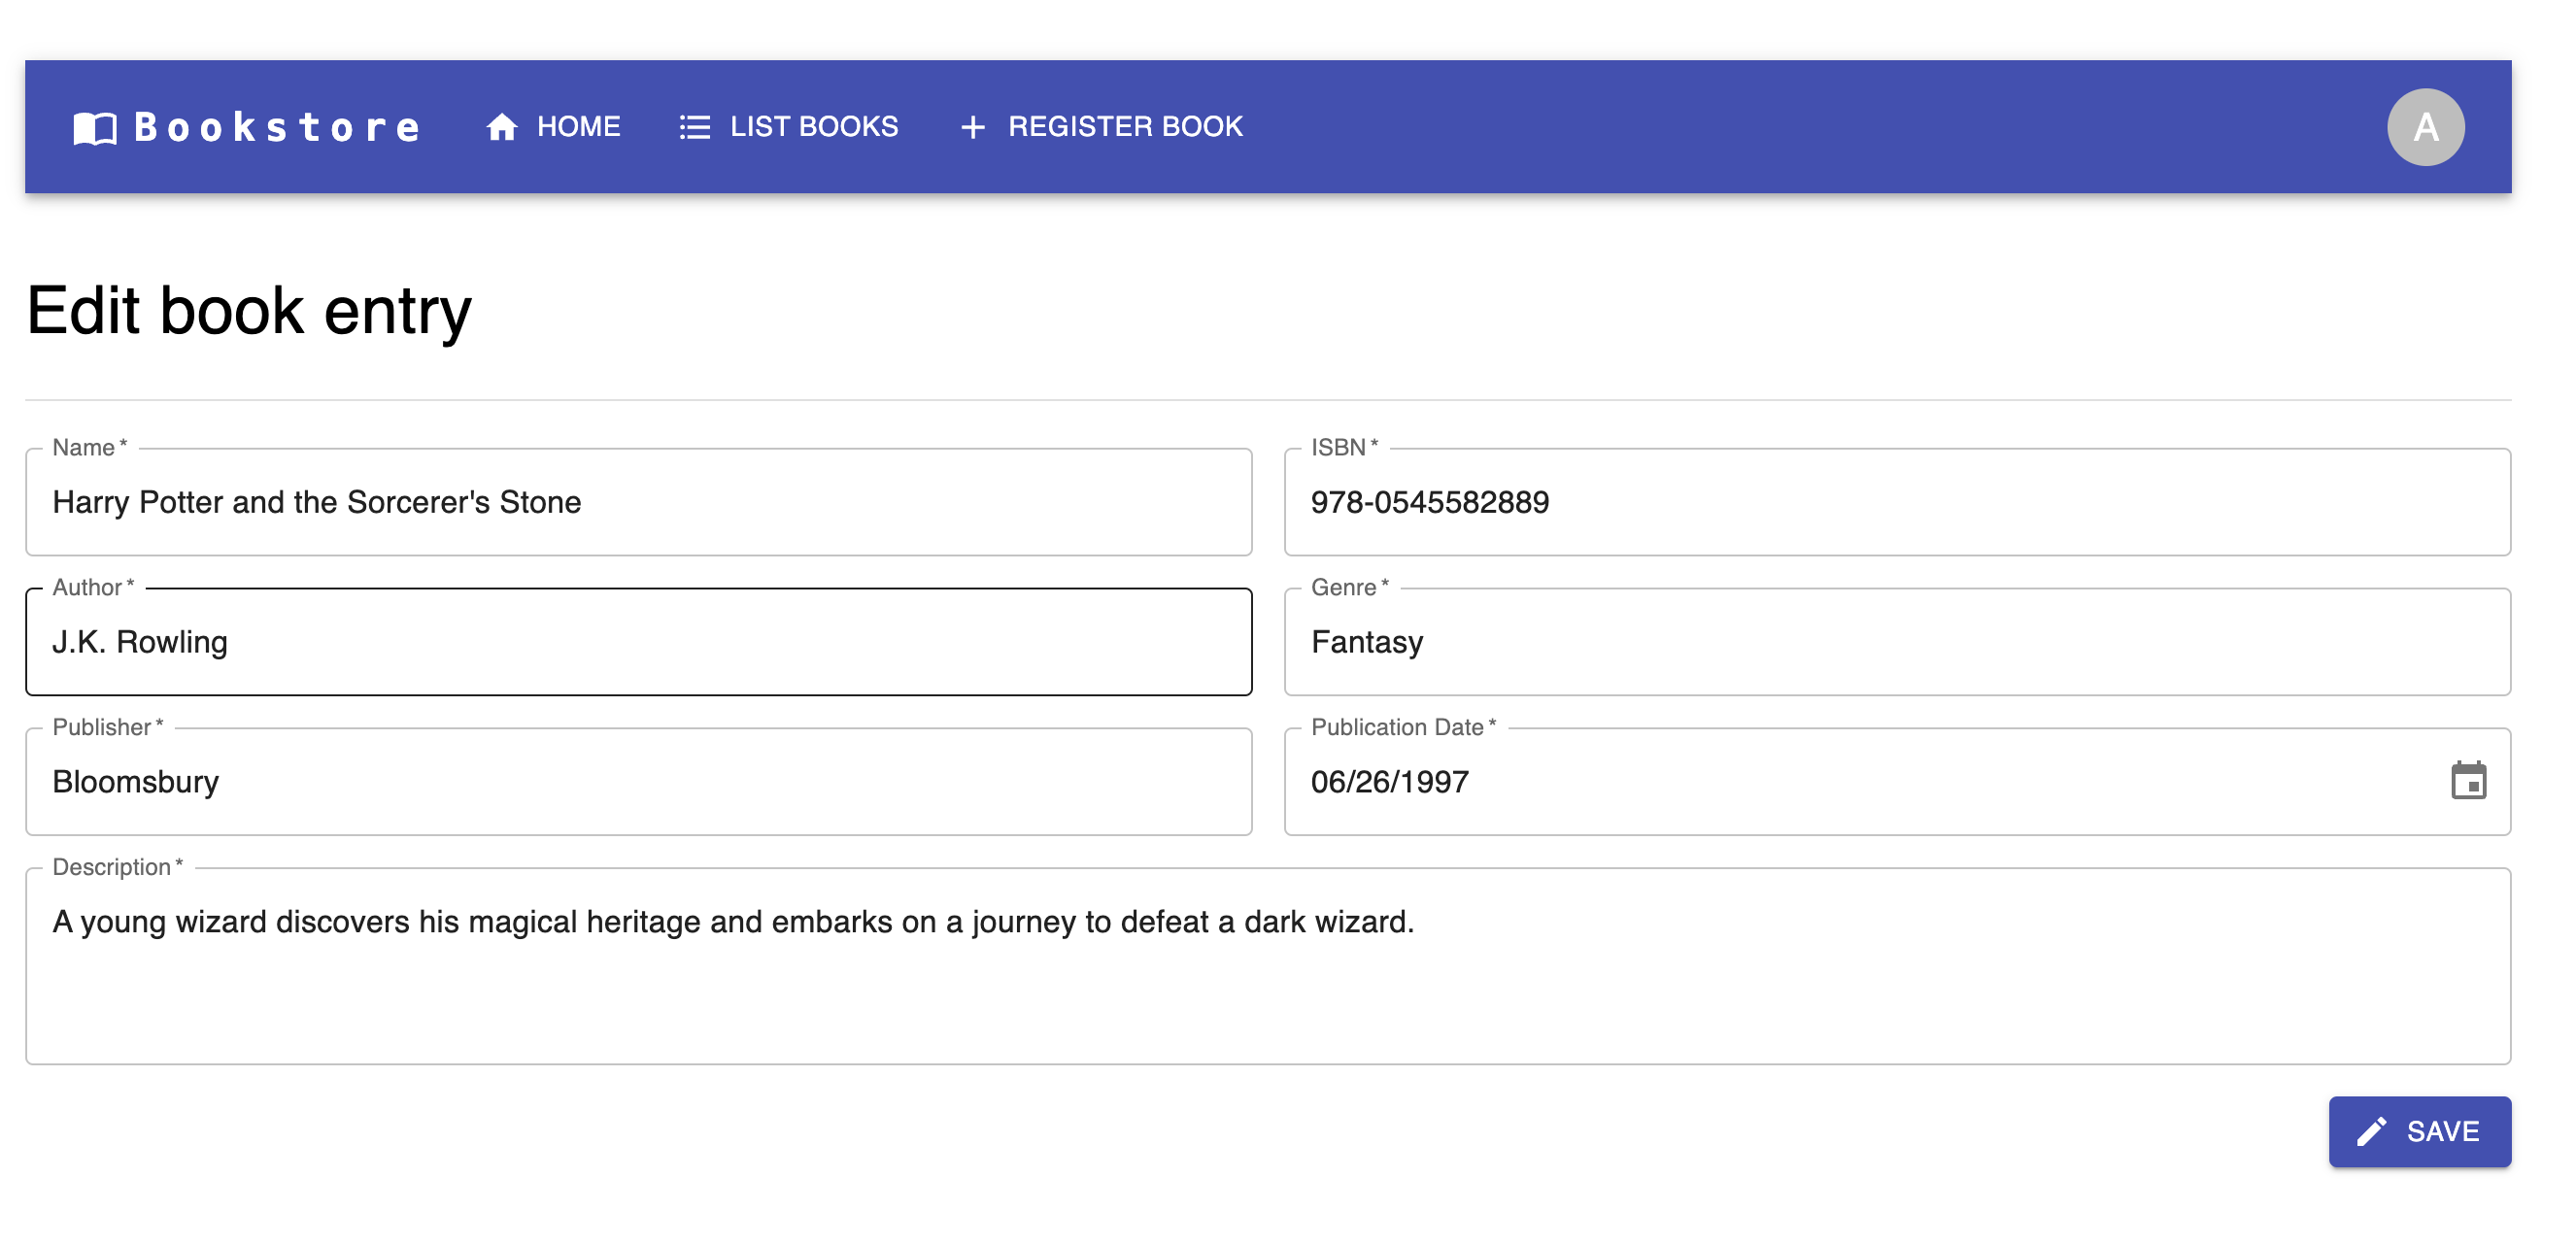 Bookstore HOME LIST BOOKS REGISTER BOOK A
Edit book entry
Name *
Harry Potter and the Sorcerer's Stone
ISBN *
978-0545582889
Author *
J.K. Rowling
Genre *
Fantasy
Publisher *
Bloomsbury
Publication Date *
06/26/1997
Description *
A young wizard discovers his magical heritage and embarks on a journey to defeat a dark wizard.
SAVE